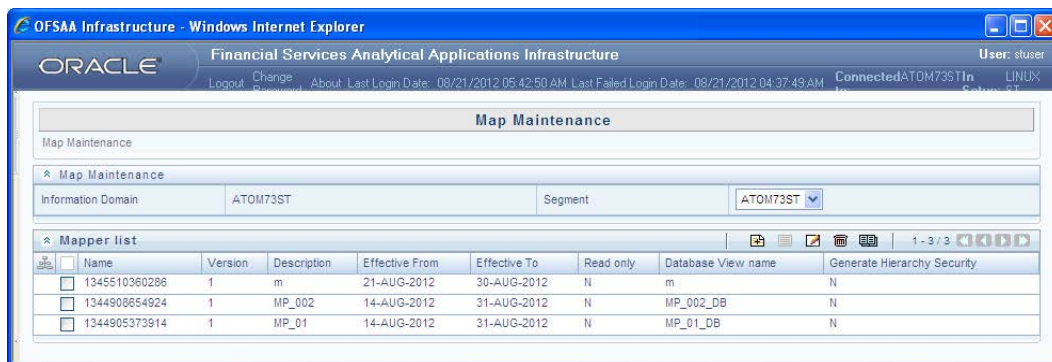 OFSAA Infrastructure - Windows Internet Explorer
ORACLE
Financial Services Analytical Applications Infrastructure
User: stuser
Logout Change About Last Login Date: 08/21/2012 05:42:50 AM Last Failed Login Date: 08/21/2012 04:37:49 AM Connected ATOM73ST In LINUX
Map Maintenance
Map Maintenance
Map Maintenance
Information Domain ATOM73ST Segment ATOM73ST
Mapper list 1 - 3 / 3
Name Version Description Effective From Effective To Read only Database View name Generate Hierarchy Security
1345510360286 1 m 21-AUG-2012 30-AUG-2012 N m N
1344908654924 1 MP_002 14-AUG-2012 31-AUG-2012 N MP_002_DB N
1344905373914 1 MP_01 14-AUG-2012 31-AUG-2012 N MP_01_DB N